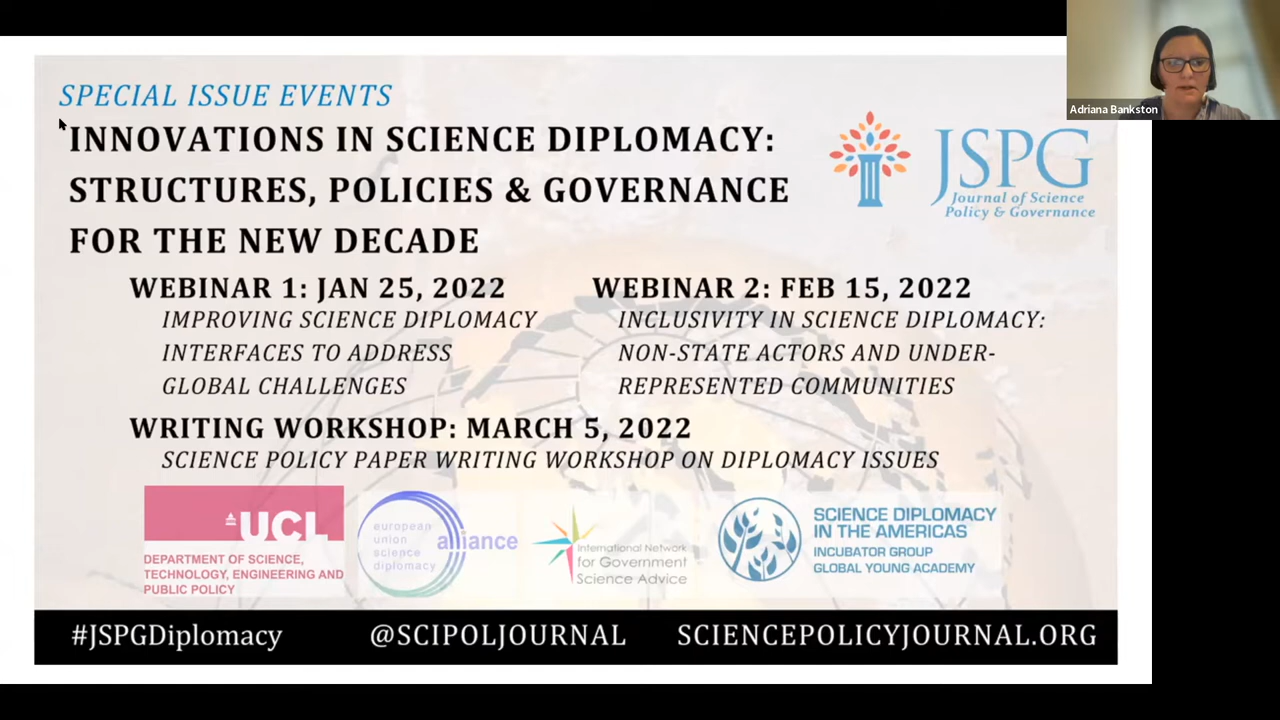 SPECIAL ISSUE EVENTS
INNOVATIONS IN SCIENCE DIPLOMACY:
STRUCTURES, POLICIES & GOVERNANCE
FOR THE NEW DECADE
JSPG
Journal of Science
Policy & Governance
Adriana Bankston
WEBINAR 1: JAN 25, 2022
IMPROVING SCIENCE DIPLOMACY
INTERFACES TO ADDRESS
GLOBAL CHALLENGES
WEBINAR 2: FEB 15, 2022
INCLUSIVITY IN SCIENCE DIPLOMACY:
NON-STATE ACTORS AND UNDER-
REPRESENTED COMMUNITIES
WRITING WORKSHOP: MARCH 5, 2022
SCIENCE POLICY PAPER WRITING WORKSHOP ON DIPLOMACY ISSUES
UCL
DEPARTMENT OF SCIENCE,
TECHNOLOGY, ENGINEERING AND
PUBLIC POLICY
european
union
science
diplomacy
alliance
International Network
for Government
Science Advice
SCIENCE DIPLOMACY
IN THE AMERICAS
INCUBATOR GROUP
GLOBAL YOUNG ACADEMY
#JSPGDiplomacy
@SCIPOLJOURNAL
SCIENCEPOLICYJOURNAL.ORG